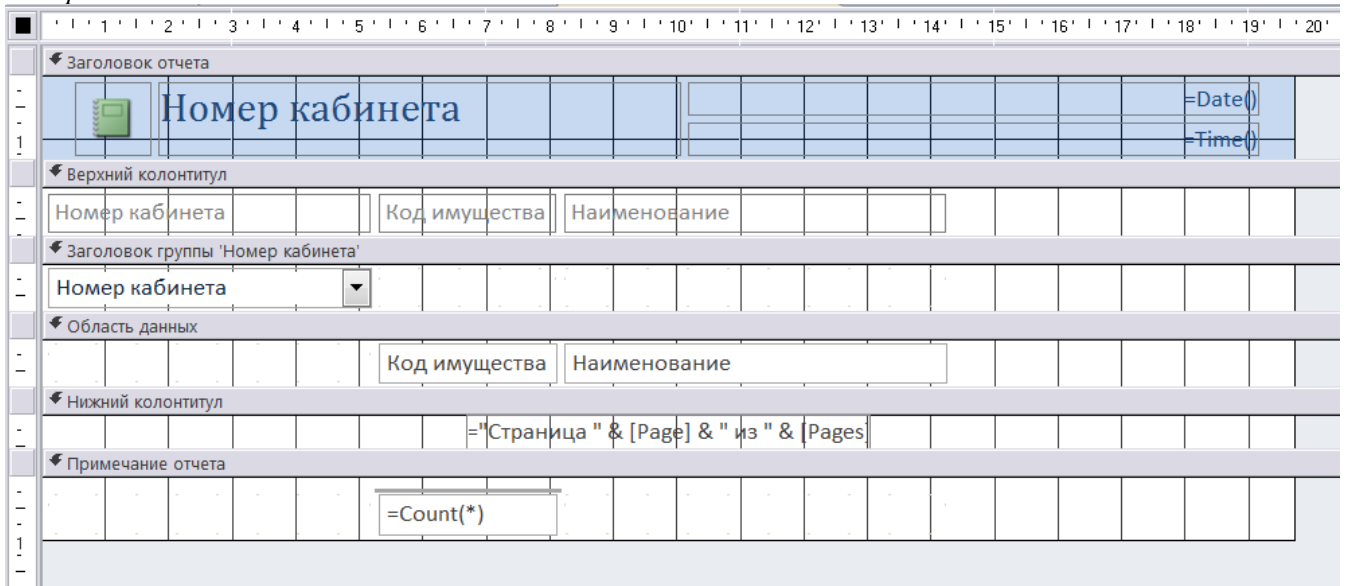 1 2 3 4 5 6 7 8 9 10 11 12 13 14 15 16 17 18 19 20
Заголовок отчета
Номер кабинета =Date()
1 =Time()
Верхний колонтитул
Номер кабинета Код имущества Наименование
Заголовок группы 'Номер кабинета'
Номер кабинета
Область данных
Код имущества Наименование
Нижний колонтитул
="Страница " & [Page] & " из " & [Pages]
Примечание отчета
=Count(*)
1